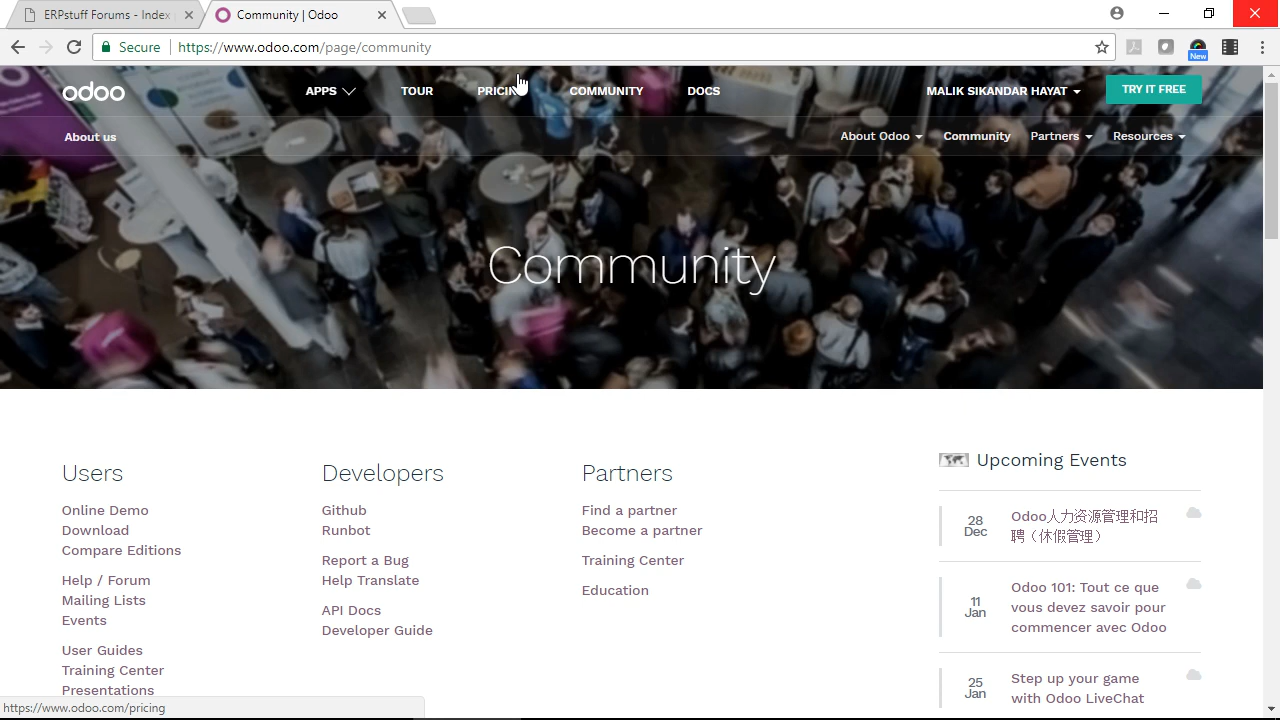 ERPstuff Forums - Index
Community | Odoo
Secure
https://www.odoo.com/page/community
New
odoo
APPS
TOUR
COMMUNITY
DOCS
MALIK SIKANDAR HAYAT
TRY IT FREE
About us
About Odoo
Community
Partners
Resources
Community
Users
Online Demo
Download
Compare Editions
Help / Forum
Mailing Lists
Events
User Guides
Training Center
Presentations
Developers
Github
Runbot
Report a Bug
Help Translate
API Docs
Developer Guide
Partners
Find a partner
Become a partner
Training Center
Education
Upcoming Events
28
Dec
Odoo人力资源管理和招
聘（休假管理）
11
Jan
Odoo 101: Tout ce que
vous devez savoir pour
commencer avec Odoo
25
Jan
Step up your game
with Odoo LiveChat
https://www.odoo.com/pricing